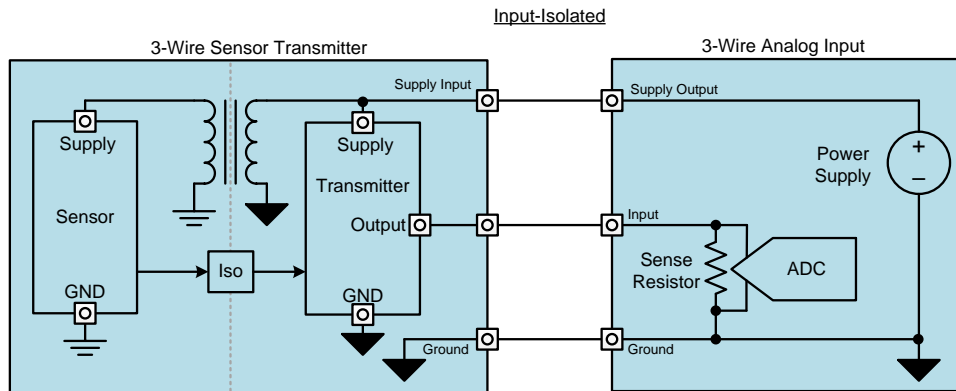 Input-Isolated
3-Wire Sensor Transmitter
3-Wire Analog Input
Supply Input
Supply Output
Supply
Supply
+
Power
Supply
–
Transmitter
Sensor
Output
Input
Iso
Sense
Resistor
ADC
GND
GND
Ground
Ground